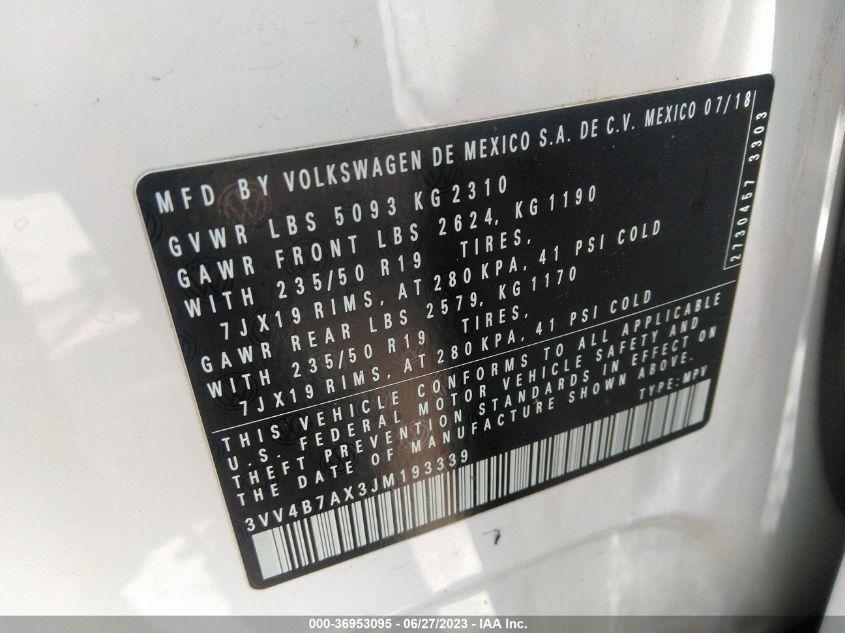 MFD BY VOLKSWAGEN DE MEXICO S.A. DE C.V. MEXICO 07/18
GVWR LBS 5093 KG 2310
GAWR FRONT LBS 2624, KG 1190
WITH 235/50 R19 TIRES,
7JX19 RIMS, AT 280 KPA, 41 PSI COLD
GAWR REAR LBS 2579, KG 1170
WITH 235/50 R19 TIRES,
7JX19 RIMS, AT 280 KPA, 41 PSI COLD
THIS VEHICLE CONFORMS TO ALL APPLICABLE
U.S. FEDERAL MOTOR VEHICLE SAFETY AND
THEFT PREVENTION STANDARDS IN EFFECT ON
THE DATE OF MANUFACTURE SHOWN ABOVE.
TYPE: MPV
3VV4B7AX3JM193339
2730457 3303
000-36953095 - 06/27/2023 - IAAI.com